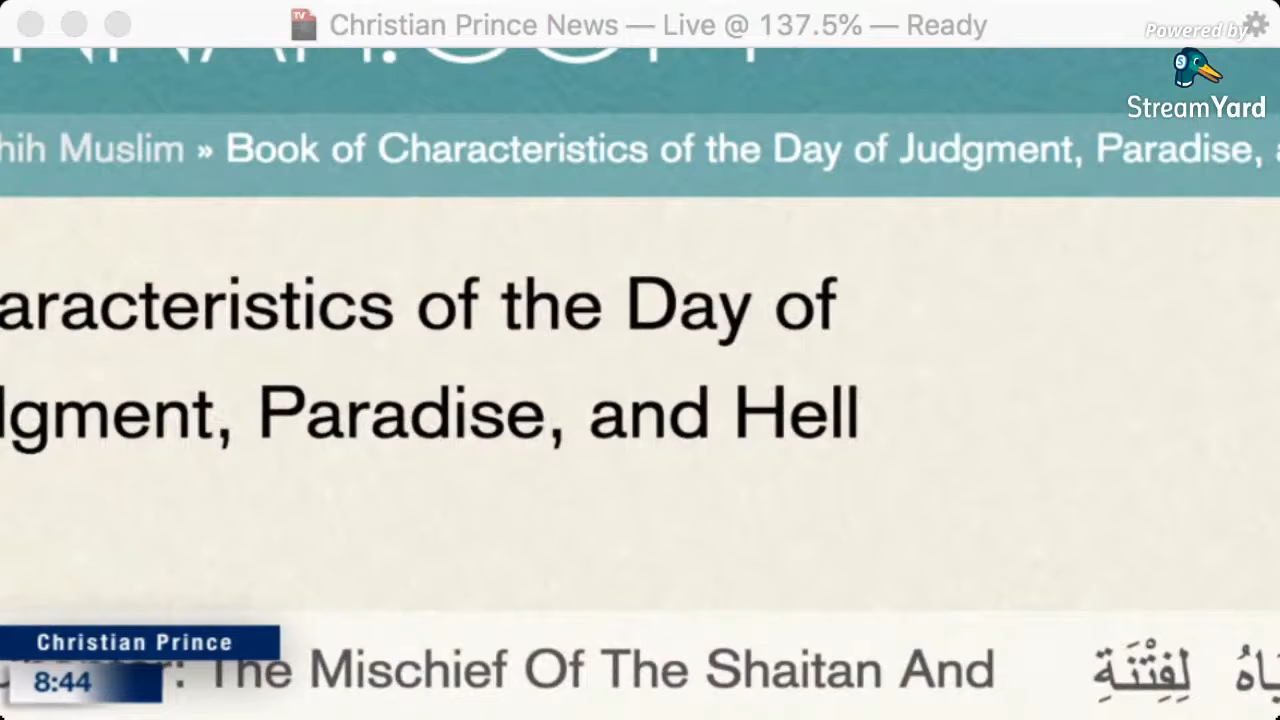 Christian Prince News — Live @ 137.5% — Ready
Powered by
StreamYard
hih Muslim » Book of Characteristics of the Day of Judgment, Paradise,
aracteristics of the Day of
lgment, Paradise, and Hell
Christian Prince
8:44
: The Mischief Of The Shaitan And
لِفِتْنَةِ